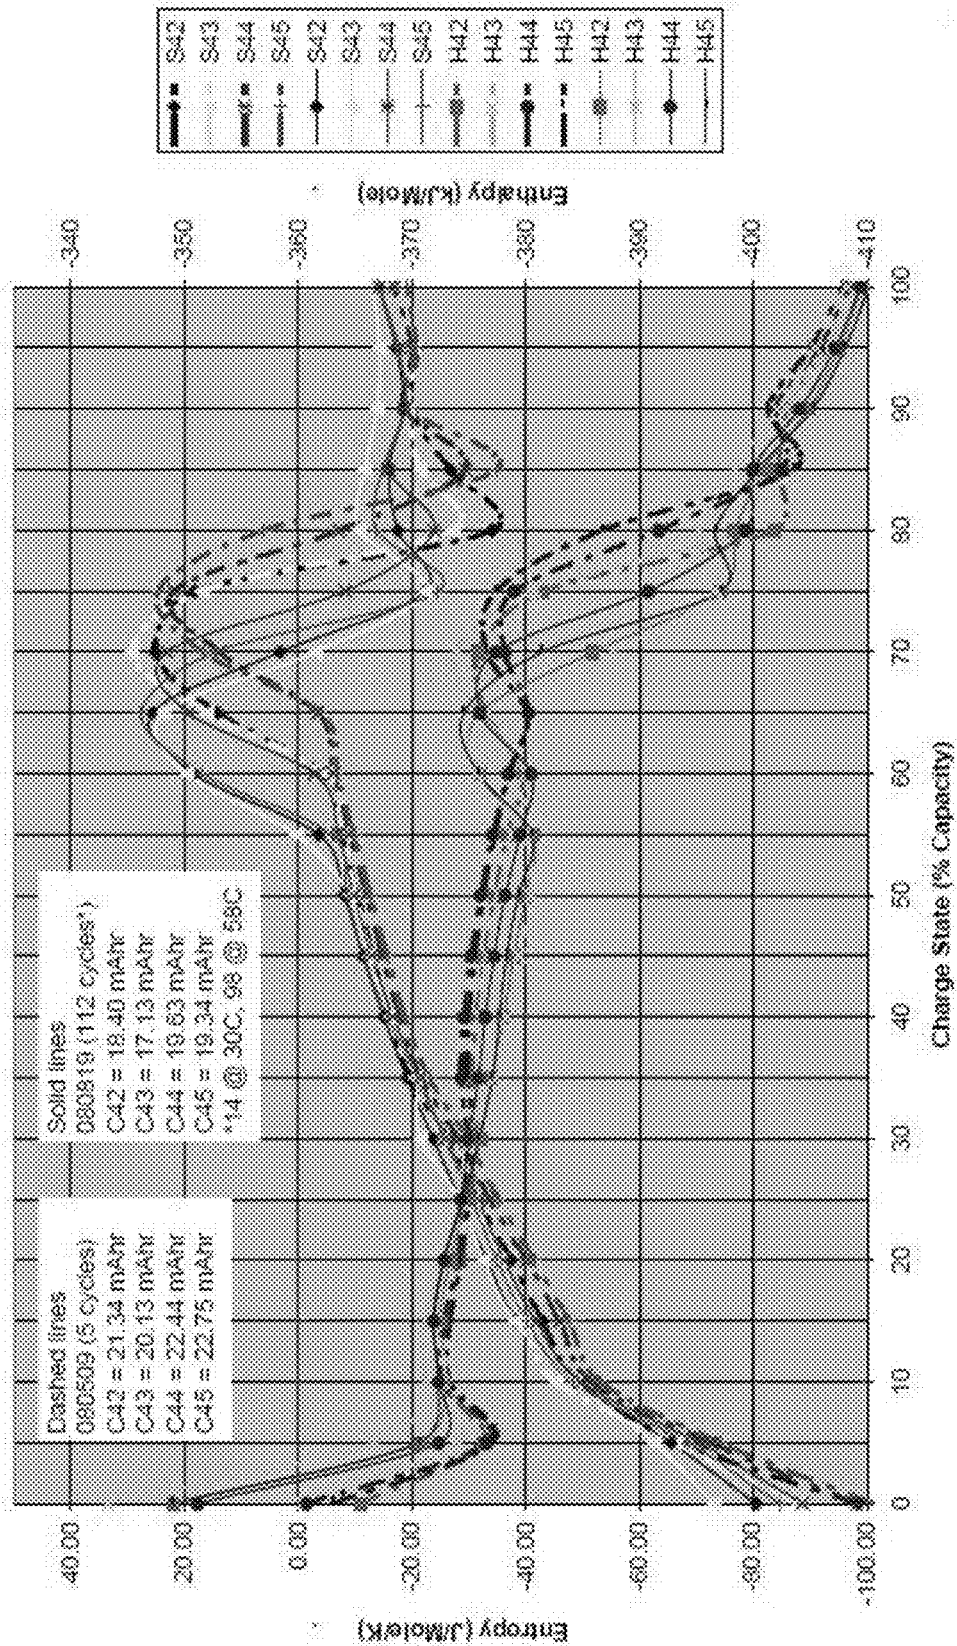 Dashed lines
080509 (5 cycles)
C42 = 21.34 mAhr
C43 = 20.13 mAhr
C44 = 22.44 mAhr
C45 = 22.75 mAhr
Solid lines
080819 (112 cycles*)
C42 = 18.40 mAhr
C43 = 17.13 mAhr
C44 = 19.63 mAhr
C45 = 19.34 mAhr
*14 @ 30C, 98 @ 58C
Entropy (J/Mole/K)
40.00
20.00
0.00
-20.00
-40.00
-60.00
-80.00
-100.00
0
10
20
30
40
50
60
70
80
90
100
Charge State (% Capacity)
-340
-350
-360
-370
-380
-390
-400
-410
Enthalpy (kJ/Mole)
S42
S43
S44
S45
S42
S43
S44
S45
H42
H43
H44
H45
H42
H43
H44
H45